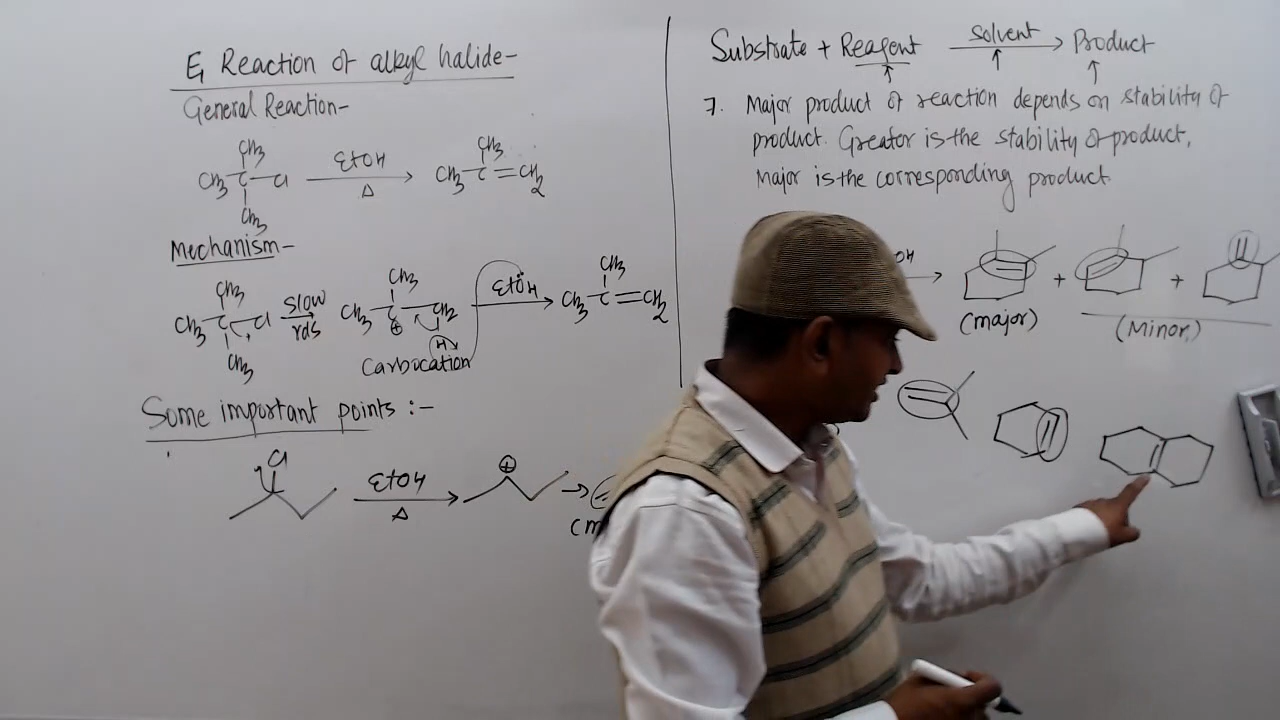 E1 Reaction of alkyl halide-
General Reaction-
CH3
CH3 C Cl EtOH Δ CH3 C CH2
CH3
CH3
Mechanism-
CH3
CH3 C Cl slow rds CH3 C CH2 EtOH CH3 C CH2
CH3
CH3
⊕
H
CH3
CH3
Carbocation
Some important points :-
Cl
EtOH
Δ
⊕
(m
Substrate + Reagent solvent Product
7. Major product of reaction depends on stability of
product. Greater is the stability of product,
Major is the corresponding product
OH + +
(major) (Minor)